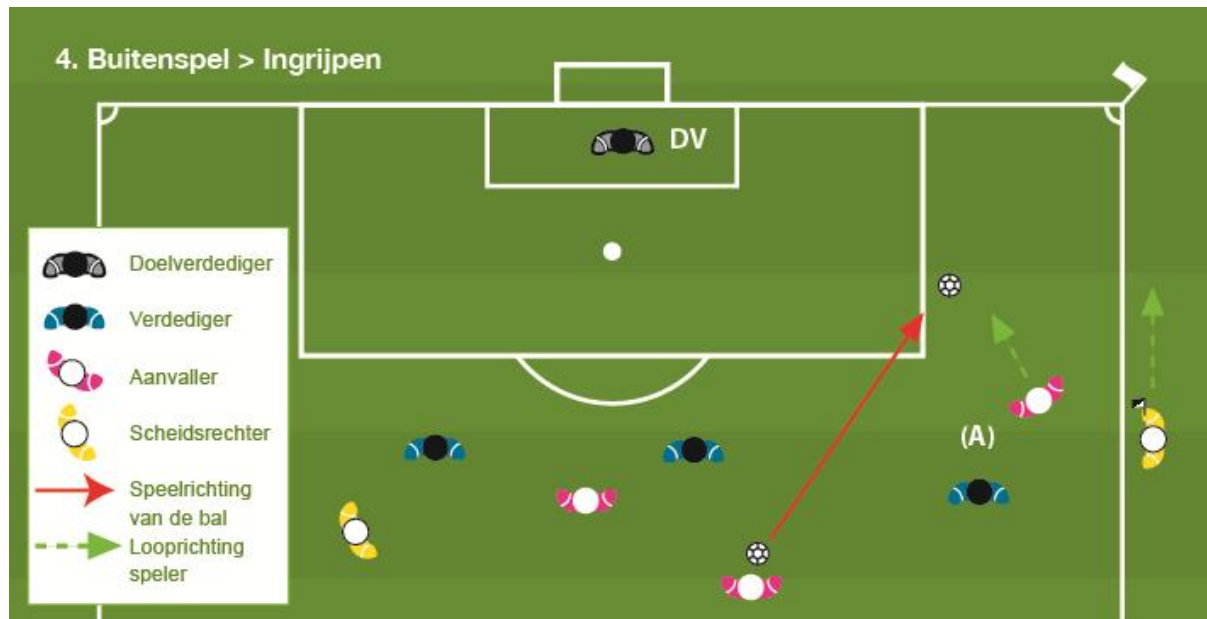 4. Buitenspel > Ingrijpen
DV
Doelverdediger
Verdediger
Aanvaller
Scheidsrechter
Speelrichting
van de bal
Looprichting
speler
(A)